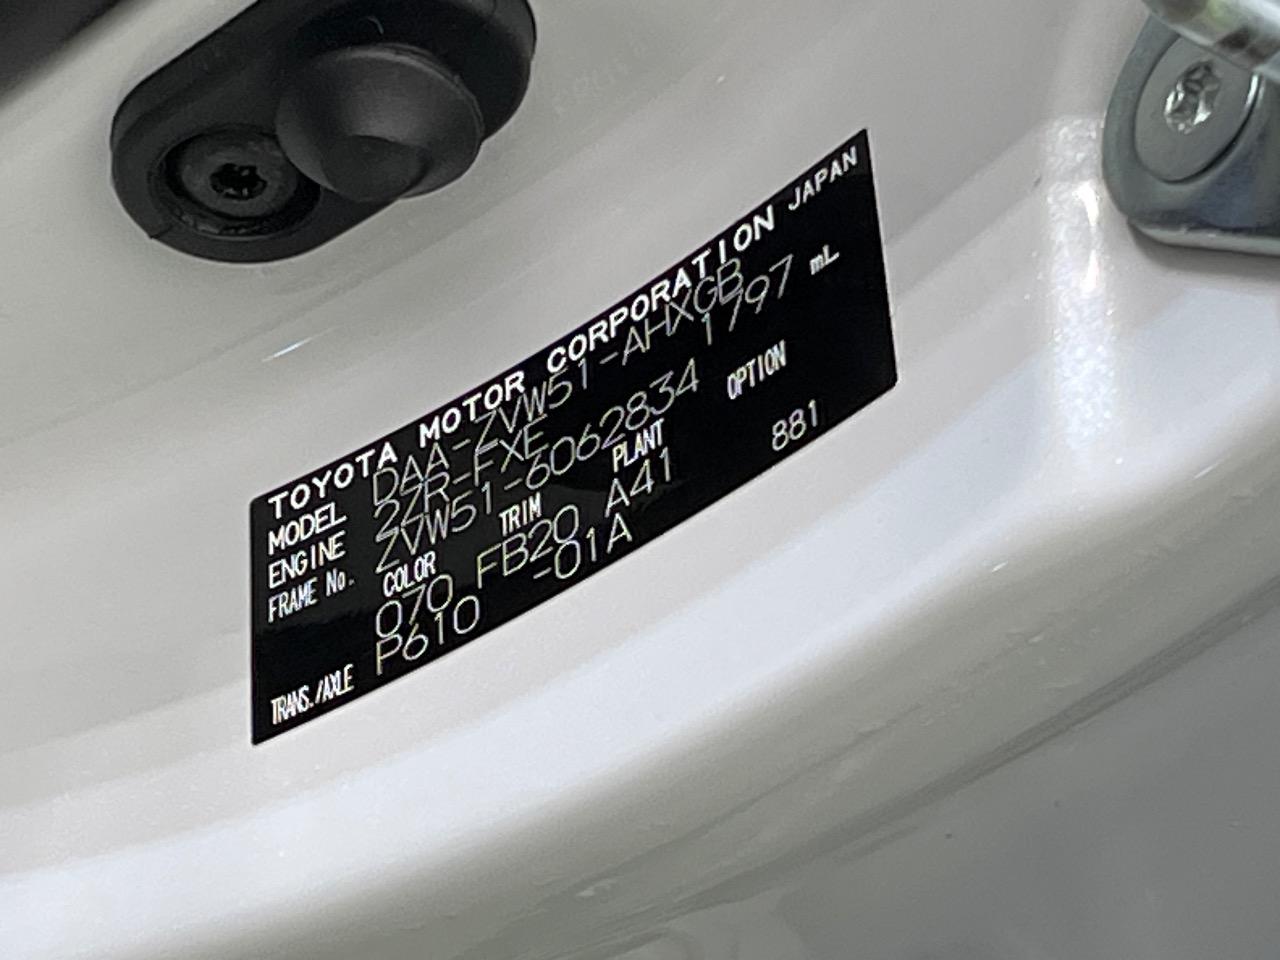 TOYOTA MOTOR CORPORATION JAPAN
MODEL DAA-ZVW51-AHXGB
ENGINE 2ZR-FXE 1797 mL
FRAME No. ZVW51-6062834
COLOR TRIM PLANT OPTION
070 FB20 A41 881
TRANS./AXLE P610 -01A